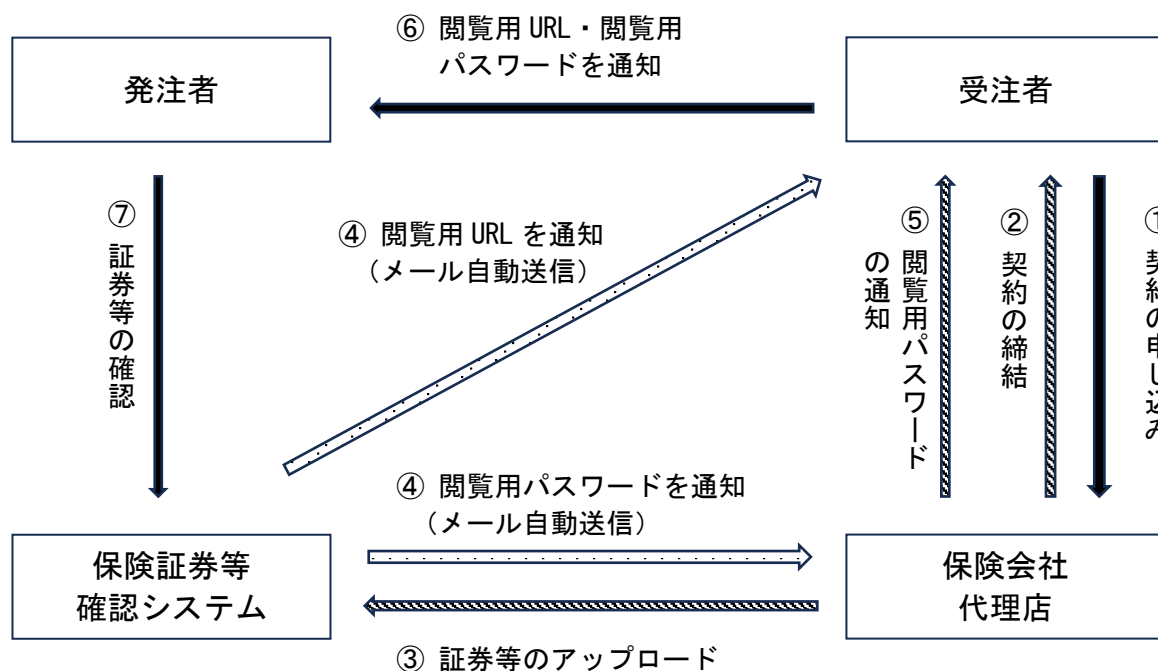 ⑥ 閲覧用 URL・閲覧用
パスワードを通知
発注者
受注者
⑦ 証券等の確認
④ 閲覧用 URL を通知
（メール自動送信）
⑤ 閲覧用パスワード
の通知
② 契約の締結
① 契約の申し込み
④ 閲覧用パスワードを通知
（メール自動送信）
保険証券等
確認システム
保険会社
代理店
③ 証券等のアップロード